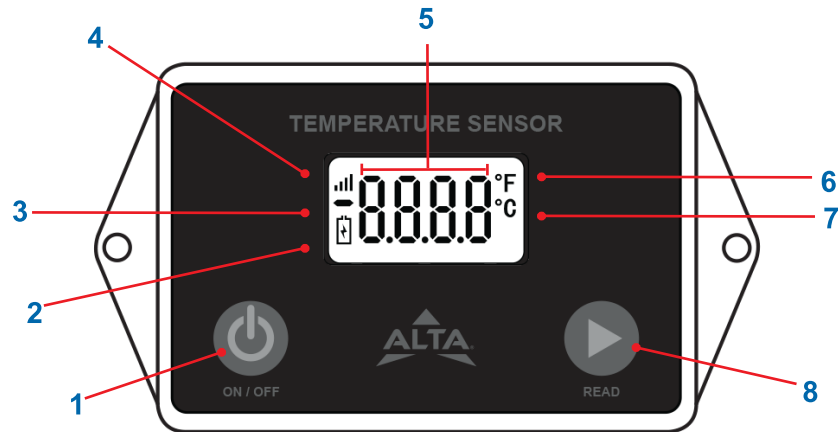 5
4
TEMPERATURE SENSOR
8.8.8.8 °F
6
3
°C
7
2
ALTA
1
ON / OFF
READ
8